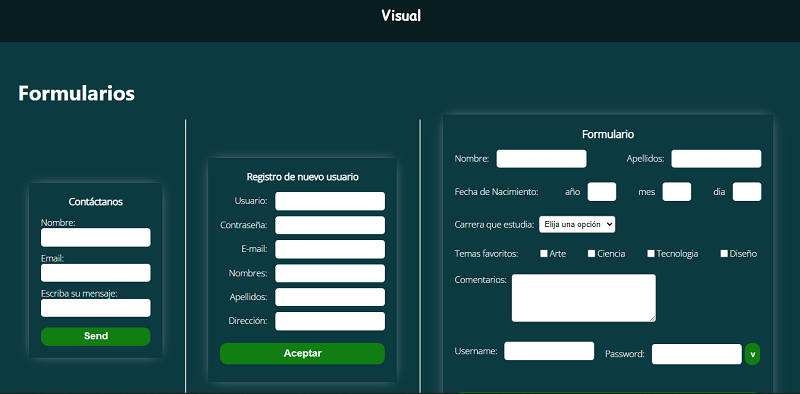 Visual
Formularios
Contáctanos
Nombre:
Email:
Escriba su mensaje:
Send
Registro de nuevo usuario
Usuario:
Contraseña:
E-mail:
Nombres:
Apellidos:
Dirección:
Aceptar
Formulario
Nombre: Apellidos:
Fecha de Nacimiento: año mes dia
Carrera que estudia: Elija una opción
Temas favoritos: Arte Ciencia Tecnologia Diseño
Comentarios:
Username: Password: v